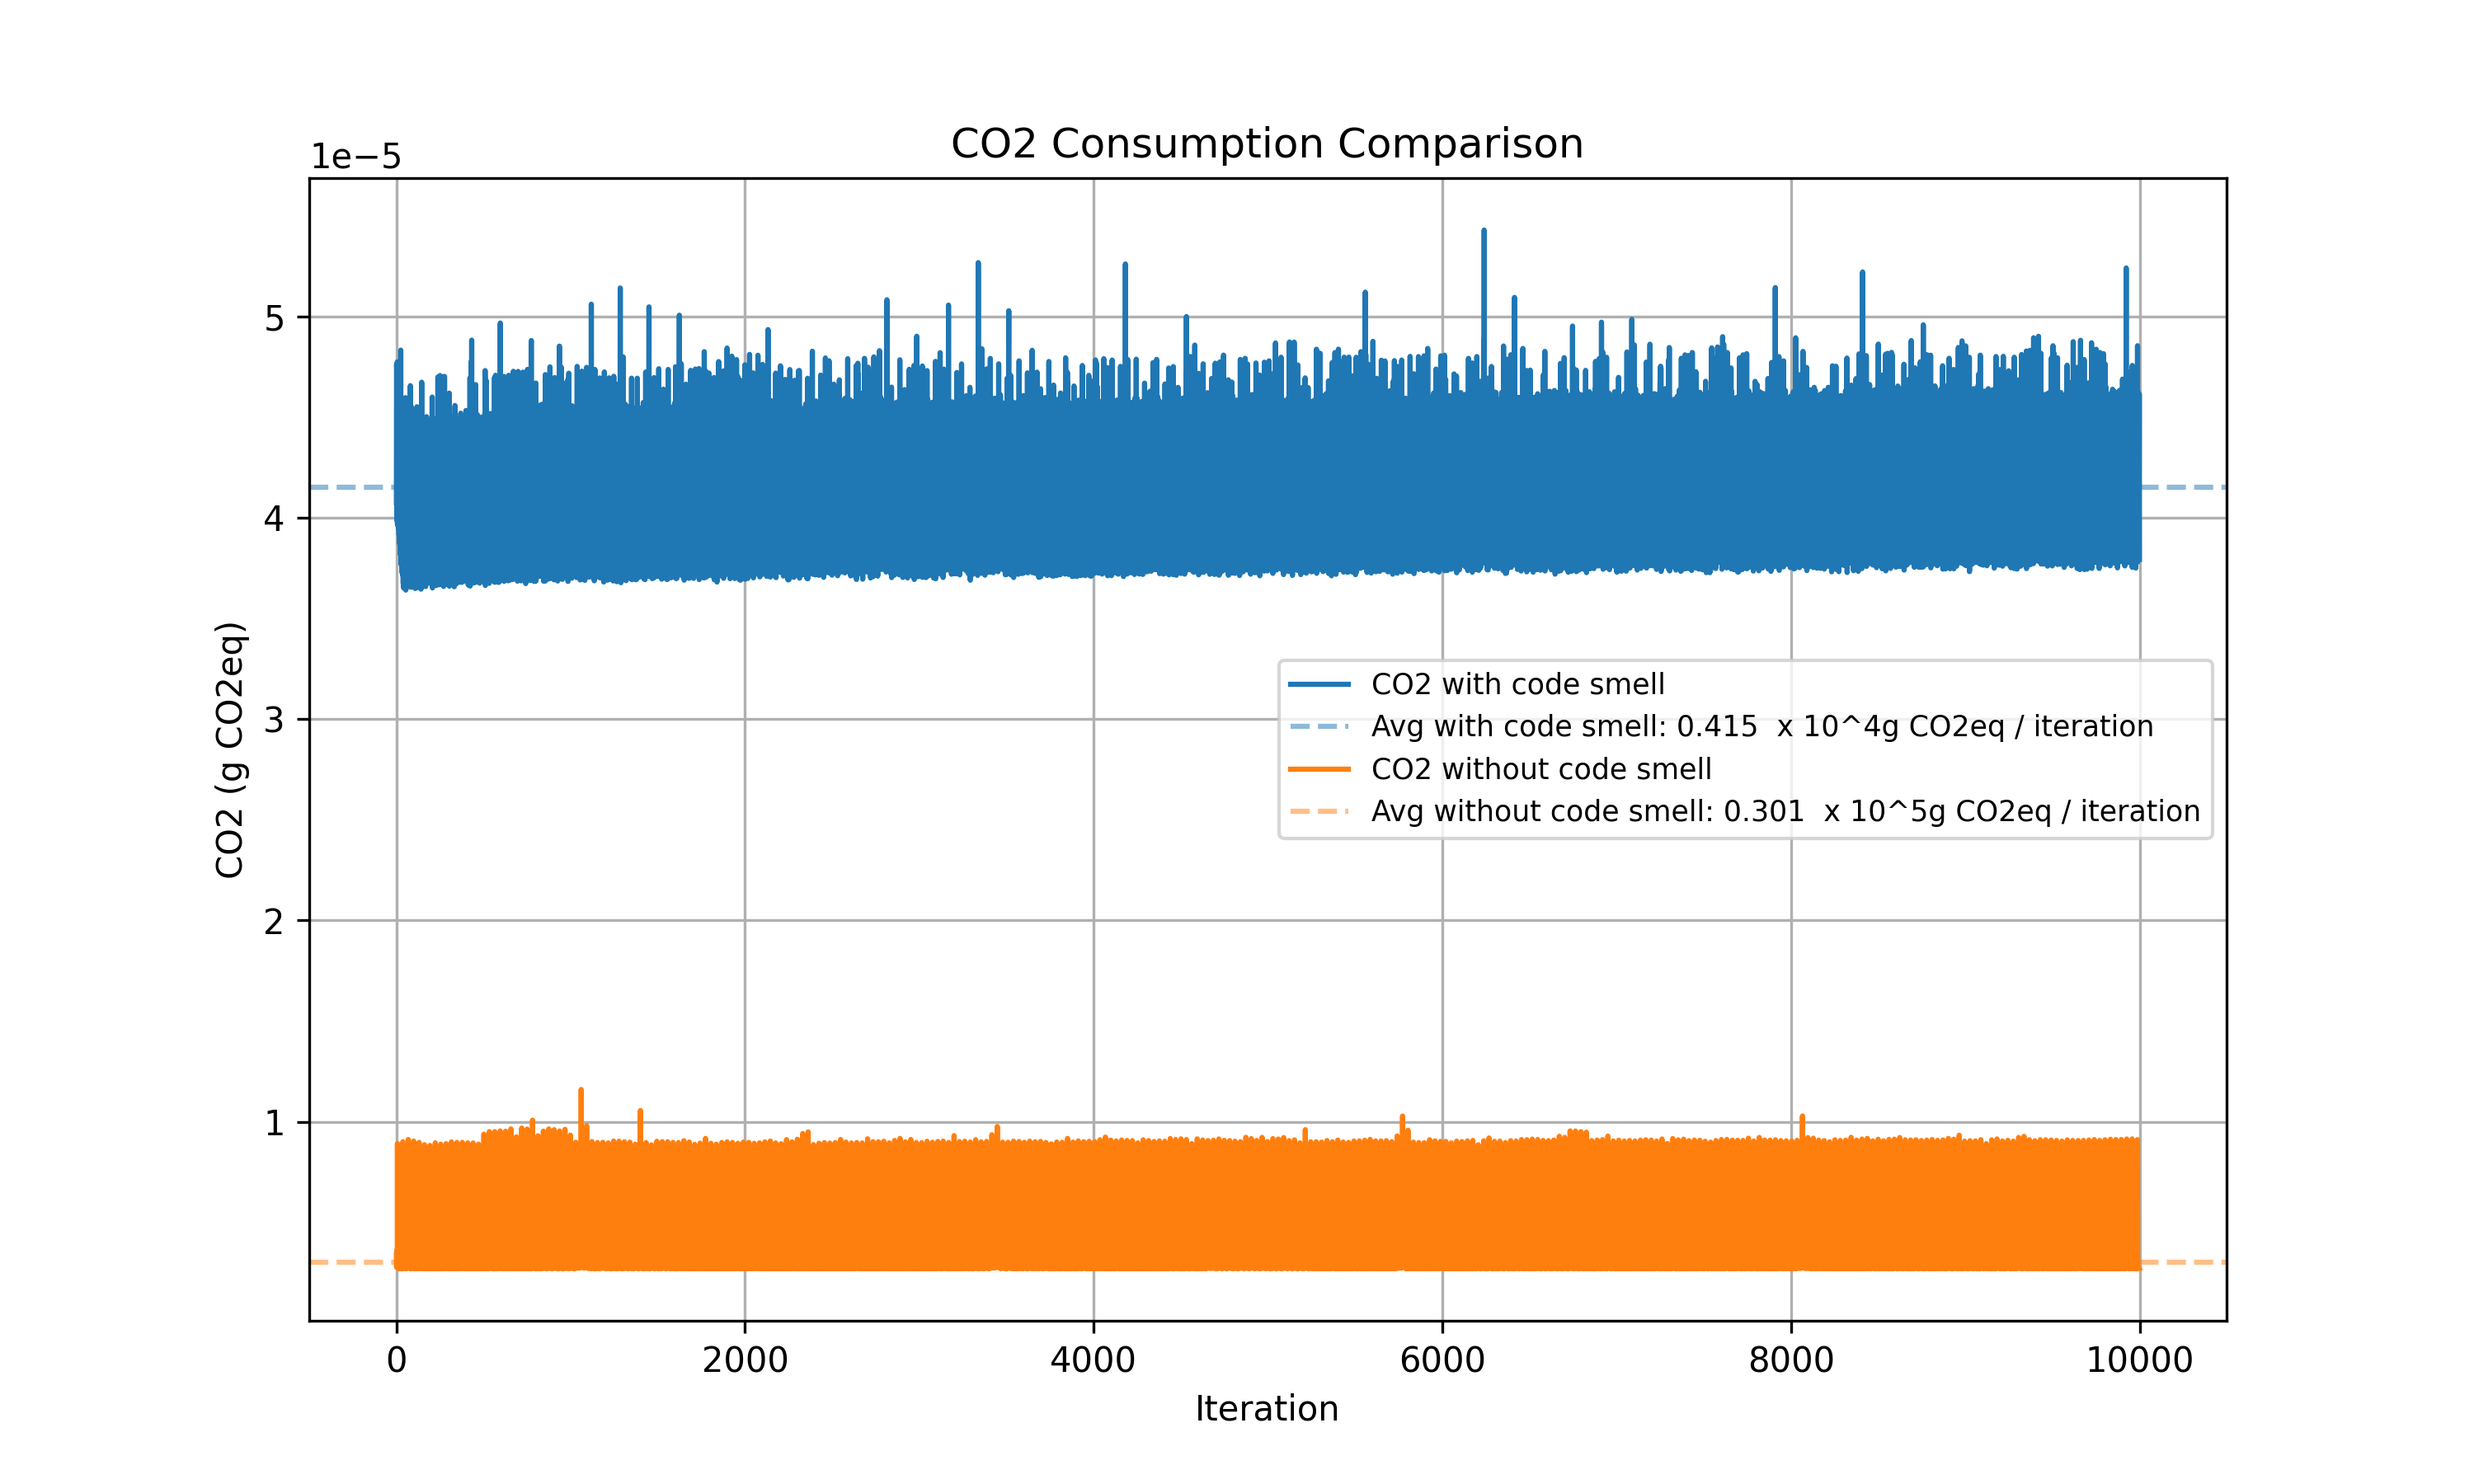 CO2 Consumption Comparison
1e−5
5
4
3
2
1
CO2 (g CO2eq)
CO2 with code smell
Avg with code smell: 0.415  x 10^4g CO2eq / iteration
CO2 without code smell
Avg without code smell: 0.301  x 10^5g CO2eq / iteration
0 2000 4000 6000 8000 10000
Iteration